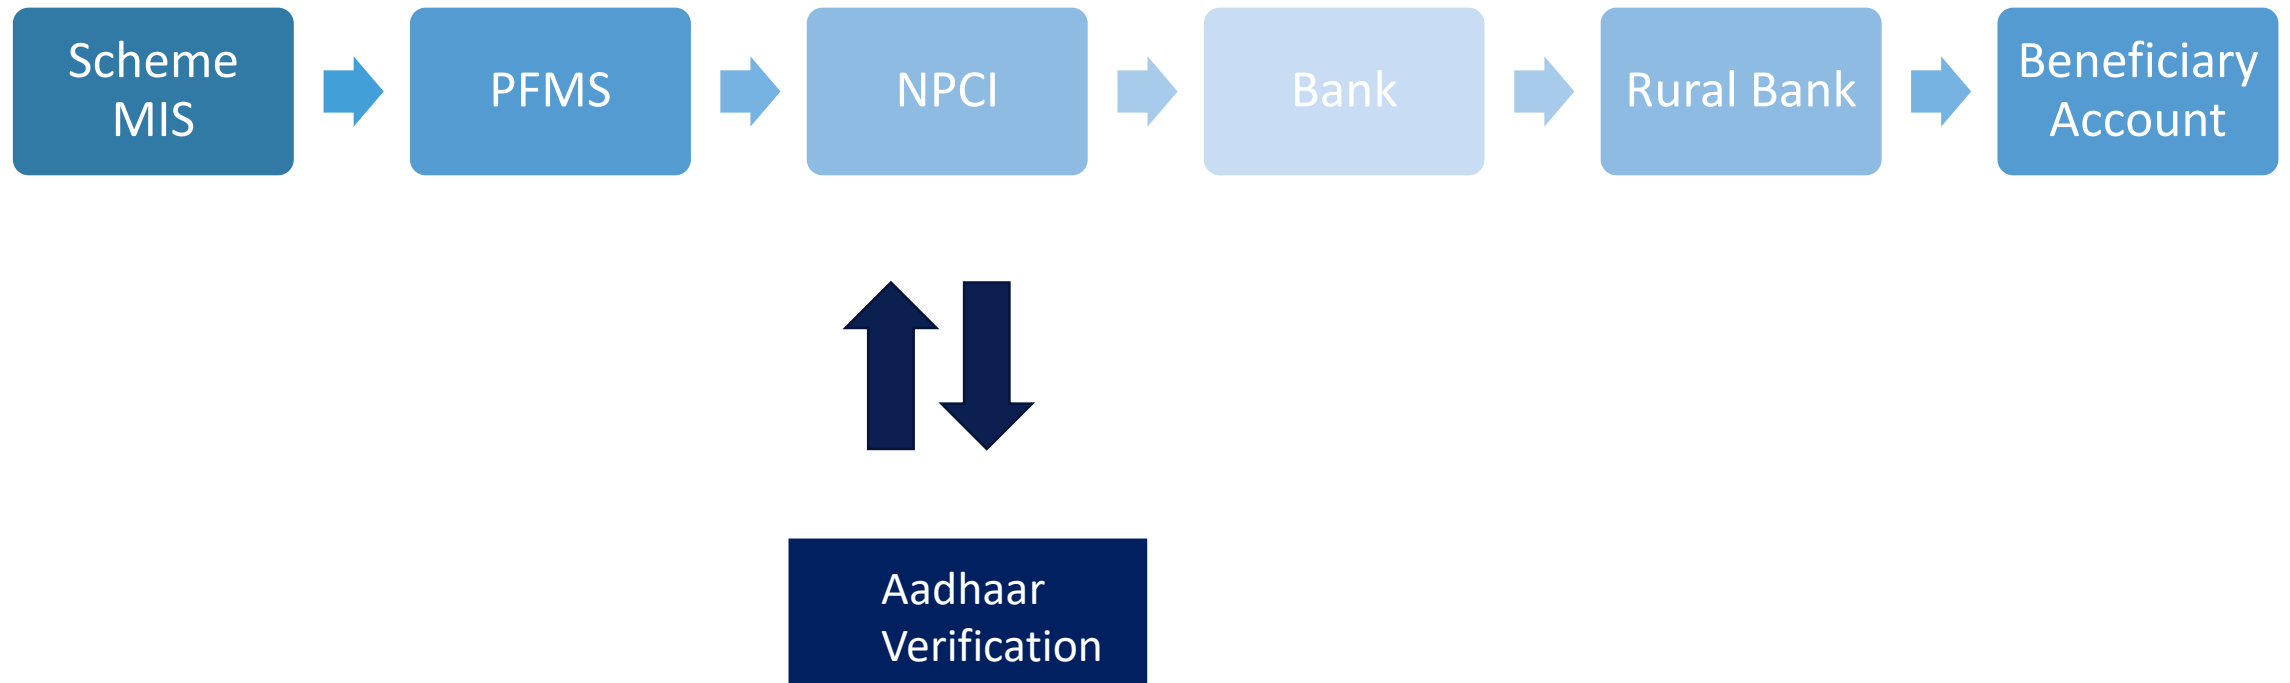 Scheme
MIS
PFMS
NPCI
Bank
Rural Bank
Beneficiary
Account
Aadhaar
Verification